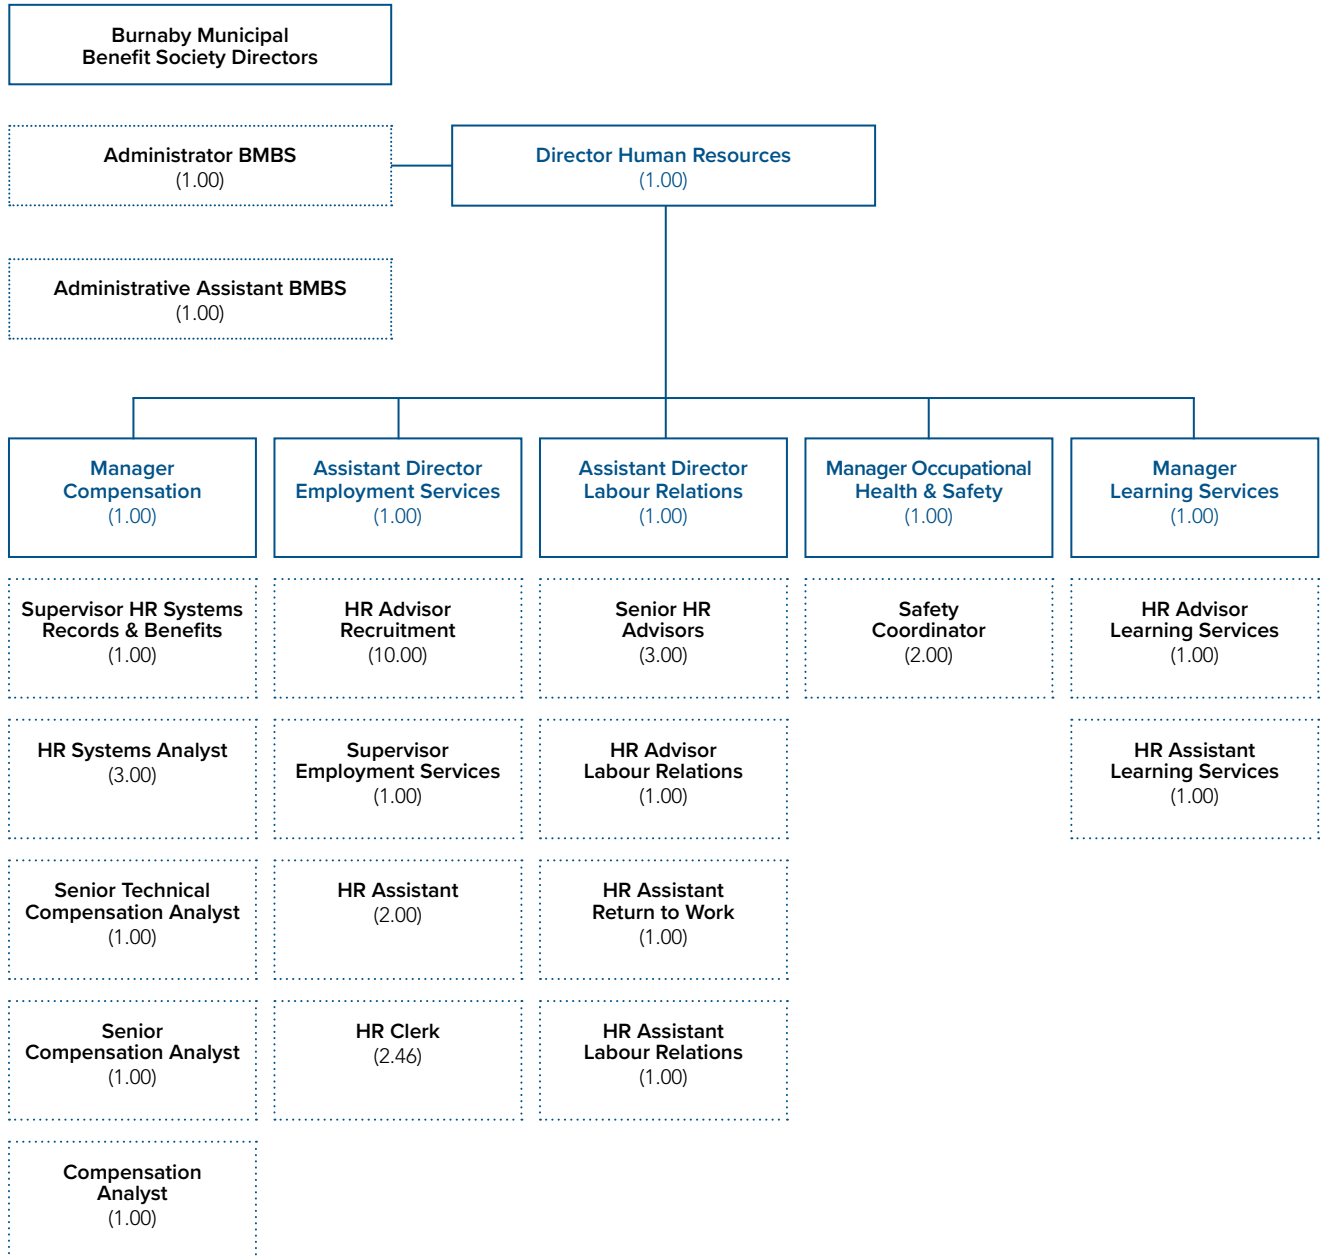 Burnaby Municipal
Benefit Society Directors
Administrator BMBS
(1.00)
Director Human Resources
(1.00)
Administrative Assistant BMBS
(1.00)
Manager
Compensation
(1.00)
Assistant Director
Employment Services
(1.00)
Assistant Director
Labour Relations
(1.00)
Manager Occupational
Health & Safety
(1.00)
Manager
Learning Services
(1.00)
Supervisor HR Systems
Records & Benefits
(1.00)
HR Advisor
Recruitment
(10.00)
Senior HR
Advisors
(3.00)
Safety
Coordinator
(2.00)
HR Advisor
Learning Services
(1.00)
HR Systems Analyst
(3.00)
Supervisor
Employment Services
(1.00)
HR Advisor
Labour Relations
(1.00)
HR Assistant
Learning Services
(1.00)
Senior Technical
Compensation Analyst
(1.00)
HR Assistant
(2.00)
HR Assistant
Return to Work
(1.00)
Senior
Compensation Analyst
(1.00)
HR Clerk
(2.46)
HR Assistant
Labour Relations
(1.00)
Compensation
Analyst
(1.00)